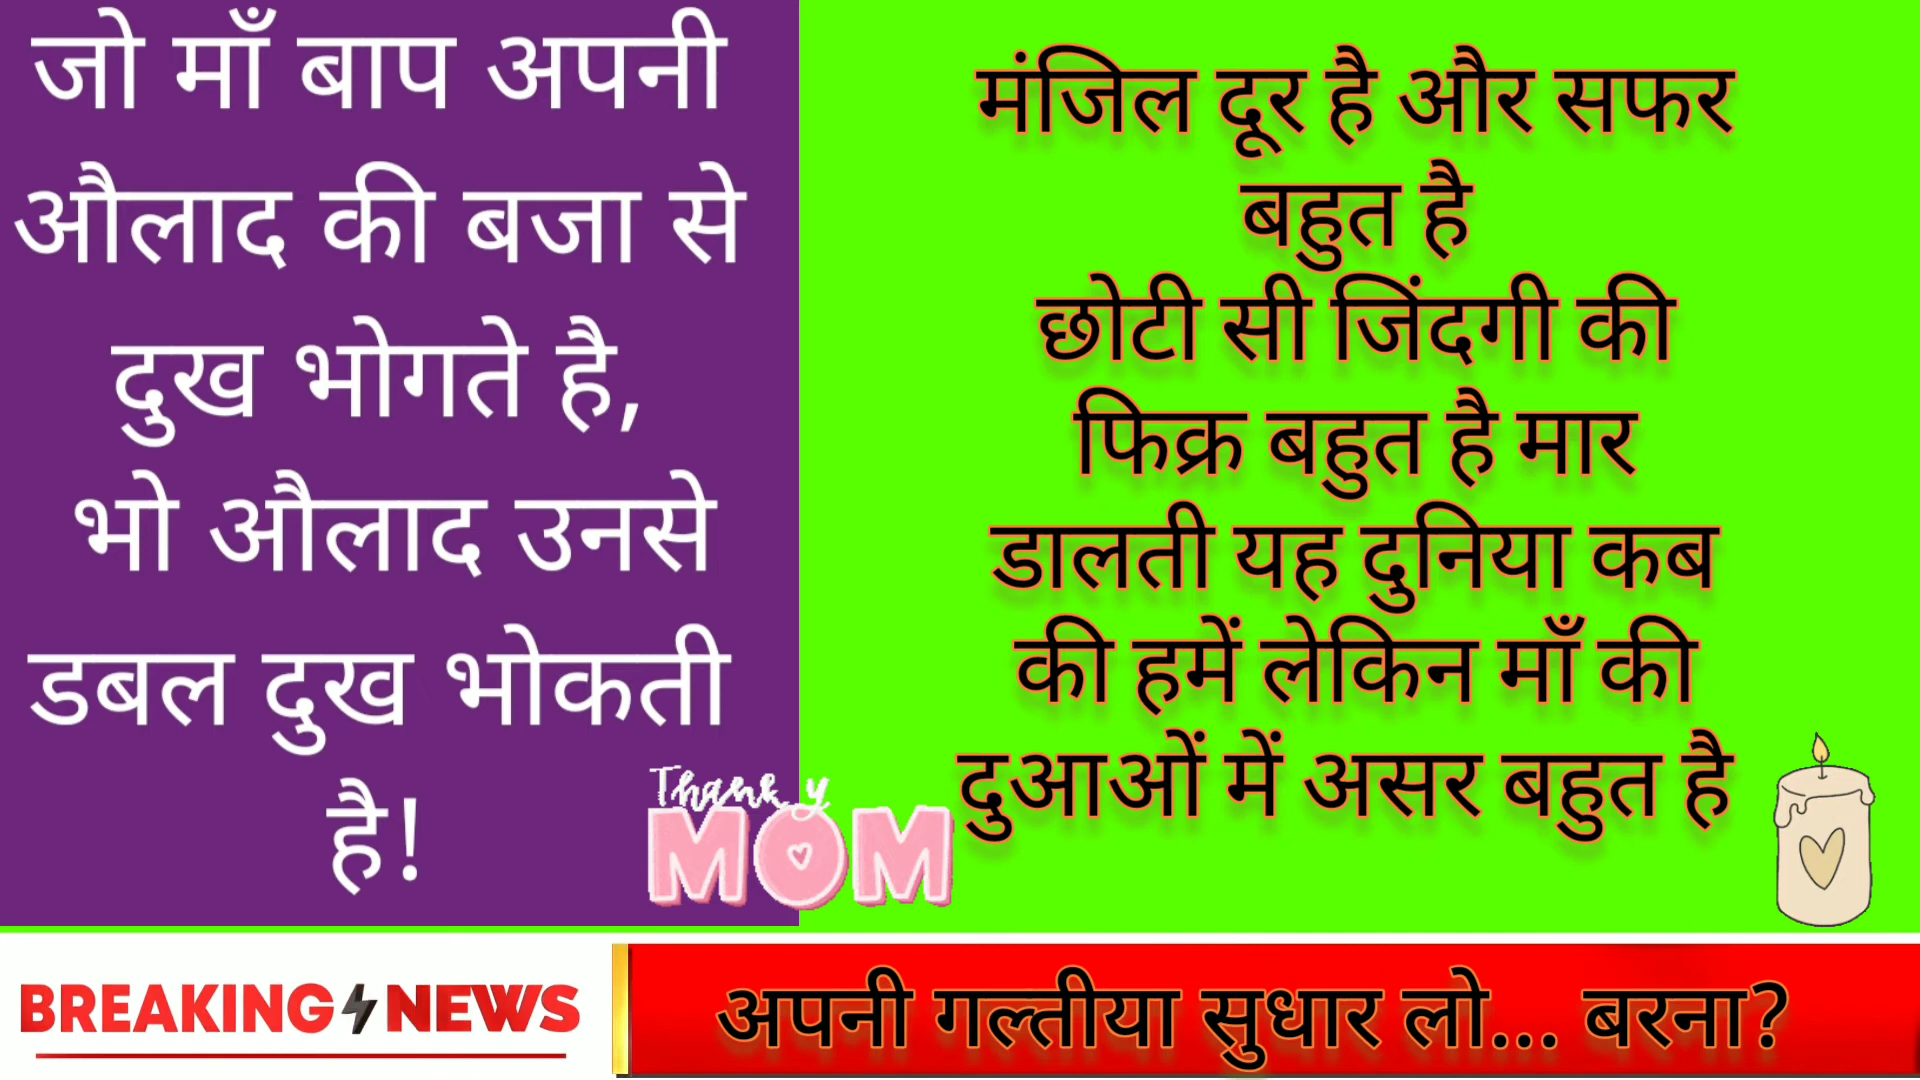 जो माँ बाप अपनी
औलाद की बजा से
दुख भोगते है,
भो औलाद उनसे
डबल दुख भोकती
है!
मंजिल दूर है और सफर
बहुत है
छोटी सी जिंदगी की
फिक्र बहुत है मार
डालती यह दुनिया कब
की हमें लेकिन माँ की
दुआओं में असर बहुत है
Thank y
MOM
BREAKING NEWS
अपनी गल्तीया सुधार लो... बरना?